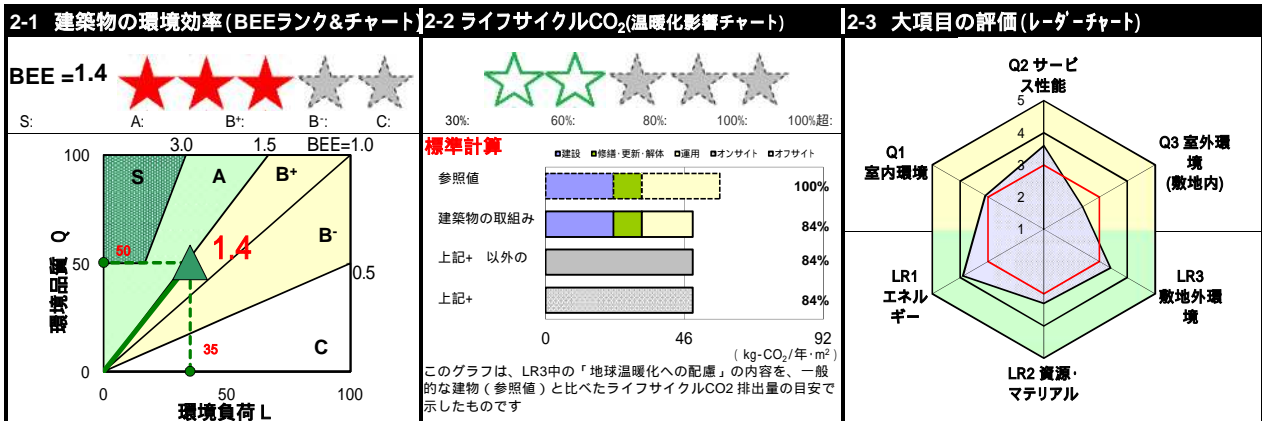 2-1 建築物の環境効率(BEEランク&チャート)
BEE = 1.4
S: A: B+: B-: C:
3.0 1.5 BEE=1.0
100
S A B+
B-
50
50
1.4
0.5
35
C
0
0 50 100
環境品質 Q
環境負荷 L
2-2 ライフサイクルCO2(温暖化影響チャート)
30%: 60%: 80%: 100%: 100%超:
標準計算
■建設 ■修繕・更新・解体 □運用 □オンサイト □オフサイト
参照値 100%
建築物の取組み 84%
上記+ 以外の 84%
上記+ 84%
0 46 92
( kg-CO2/年・m2 )
このグラフは、LR3中の「地球温暖化への配慮」の内容を、一般
的な建物(参照値)と比べたライフサイクルCO2 排出量の目安で
示したものです
2-3 大項目の評価(レーダーチャート)
Q2 サービ
ス性能
5
4
3
2
1
Q1
室内環境
Q3 室外環
境
(敷地内)
LR1
エネル
ギー
LR3
敷地外環
境
LR2 資源・
マテリアル